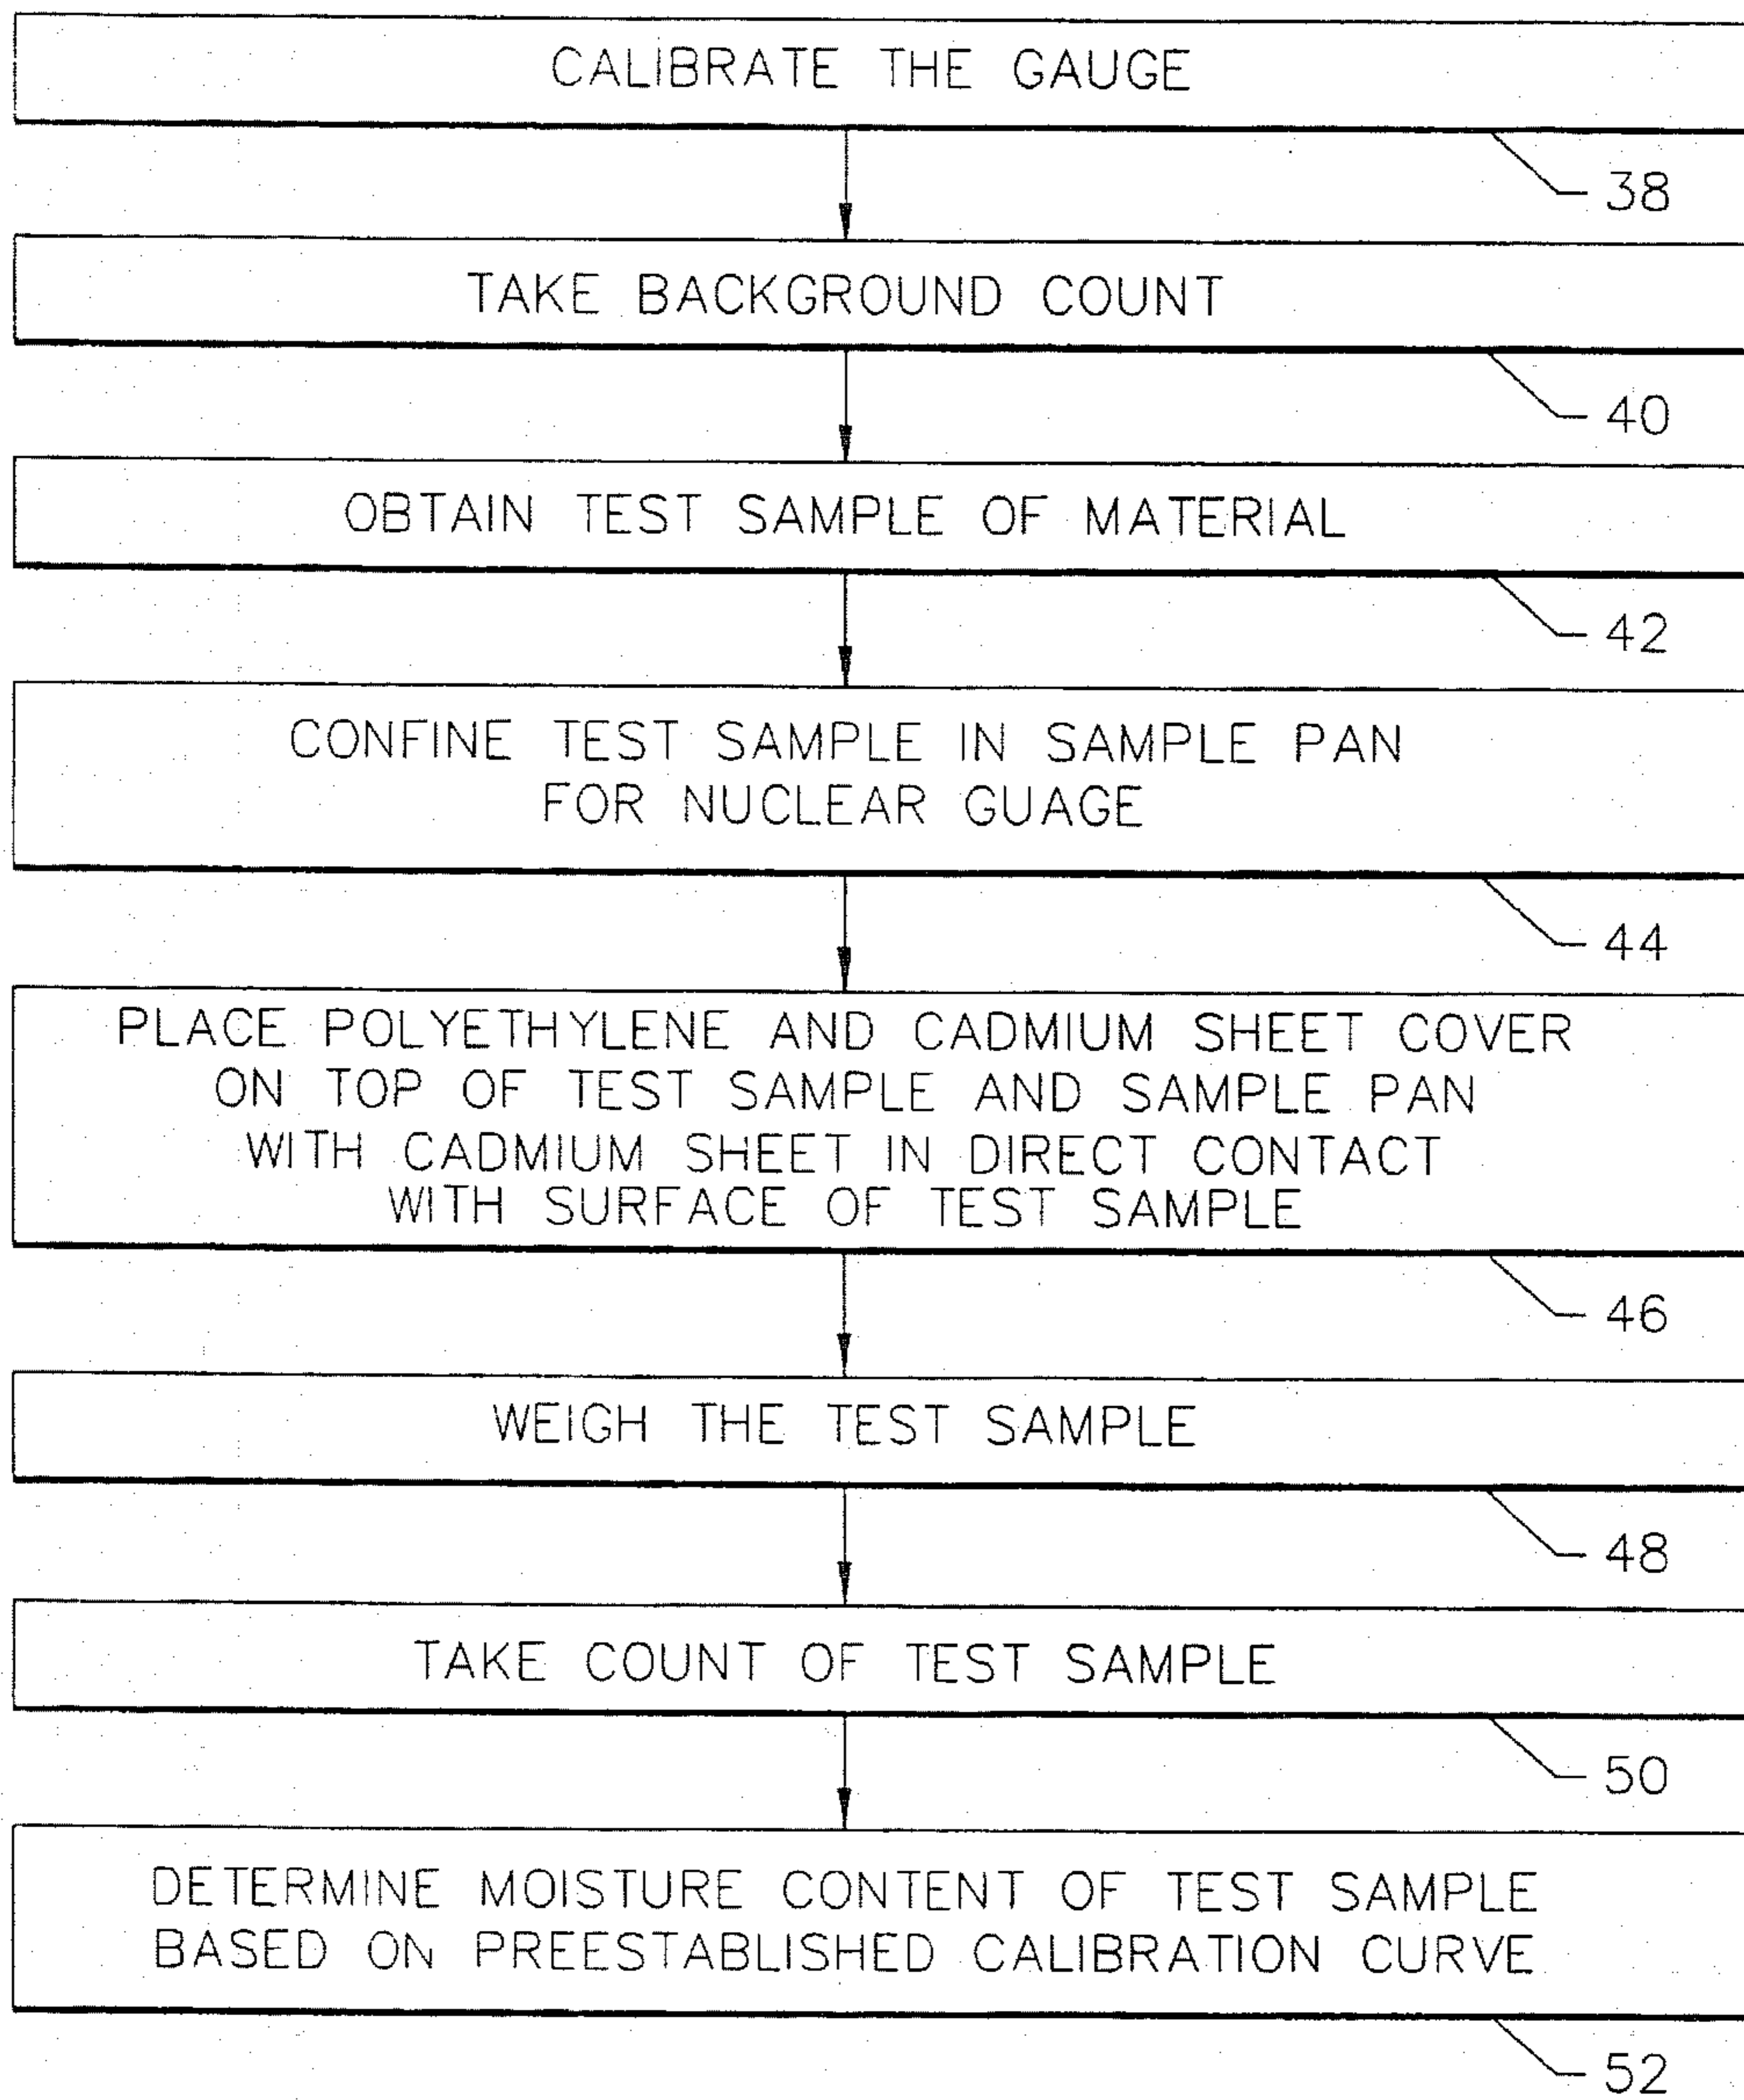 CALIBRATE THE GAUGE
38
TAKE BACKGROUND COUNT
40
OBTAIN TEST SAMPLE OF MATERIAL
42
CONFINE TEST SAMPLE IN SAMPLE PAN
FOR NUCLEAR GUAGE
44
PLACE POLYETHYLENE AND CADMIUM SHEET COVER
ON TOP OF TEST SAMPLE AND SAMPLE PAN
WITH CADMIUM SHEET IN DIRECT CONTACT
WITH SURFACE OF TEST SAMPLE
46
WEIGH THE TEST SAMPLE
48
TAKE COUNT OF TEST SAMPLE
50
DETERMINE MOISTURE CONTENT OF TEST SAMPLE
BASED ON PREESTABLISHED CALIBRATION CURVE
52